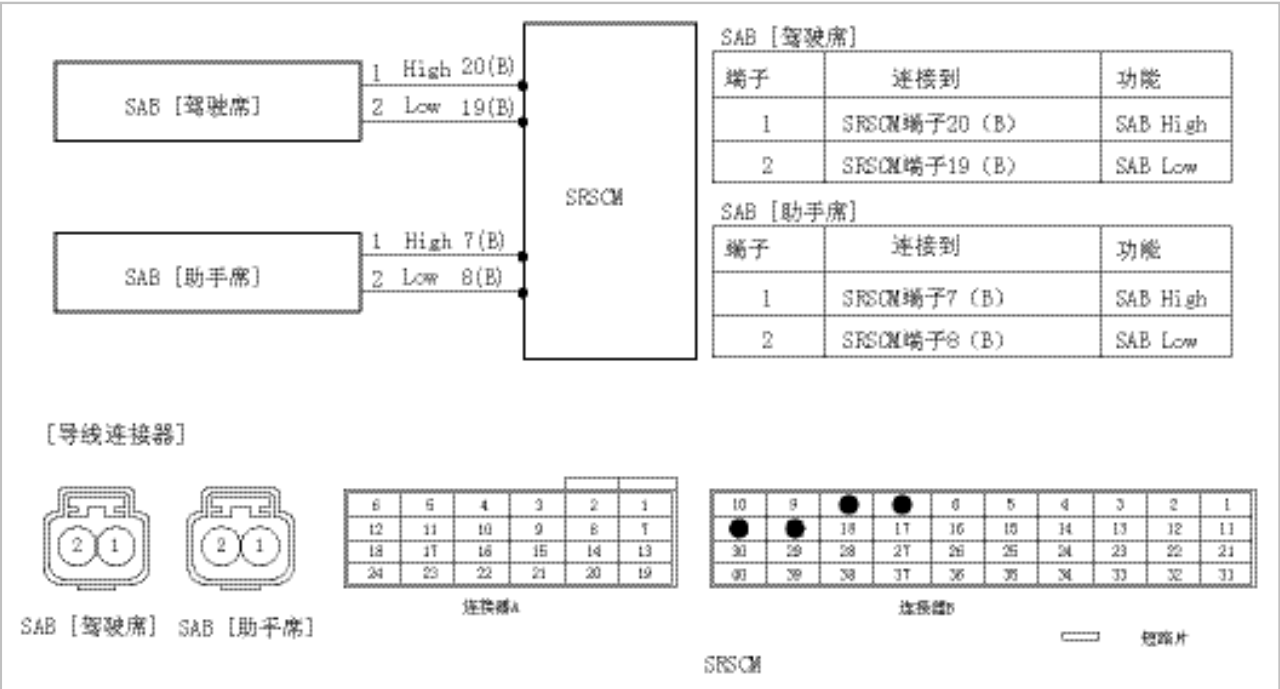 SAB [驾驶席]
1 High 20(B)
2 Low 19(B)
SAB [助手席]
1 High 7(B)
2 Low 8(B)
SRSCM
SAB [驾驶席]
端子 连接到 功能
1 SRSCM端子20 (B) SAB High
2 SRSCM端子19 (B) SAB Low
SAB [助手席]
端子 连接到 功能
1 SRSCM端子7 (B) SAB High
2 SRSCM端子8 (B) SAB Low
[导线连接器]
2 1
SAB [驾驶席]
2 1
SAB [助手席]
6 5 4 3 2 1
12 11 10 9 8 7
18 17 16 15 14 13
24 23 22 21 20 19
连接器A
10 9 6 5 4 3 2 1
18 17 16 15 14 13 12 11
30 29 28 27 26 25 24 23 22 21
40 39 38 37 36 35 34 33 32 31
连接器B
短路片
SRSCM